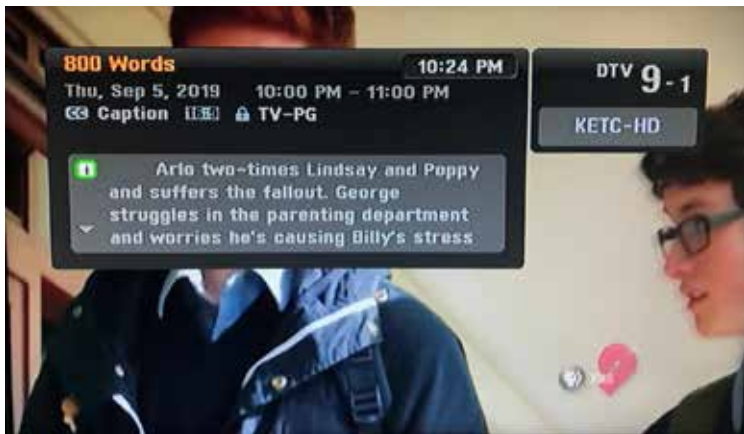 800 Words
10:24 PM
Thu, Sep 5, 2019 10:00 PM - 11:00 PM
CC Caption TV-PG
Arlo two-times Lindsay and Poppy
and suffers the fallout. George
struggles in the parenting department
and worries he's causing Billy's stress
DTV 9-1
KETC-HD